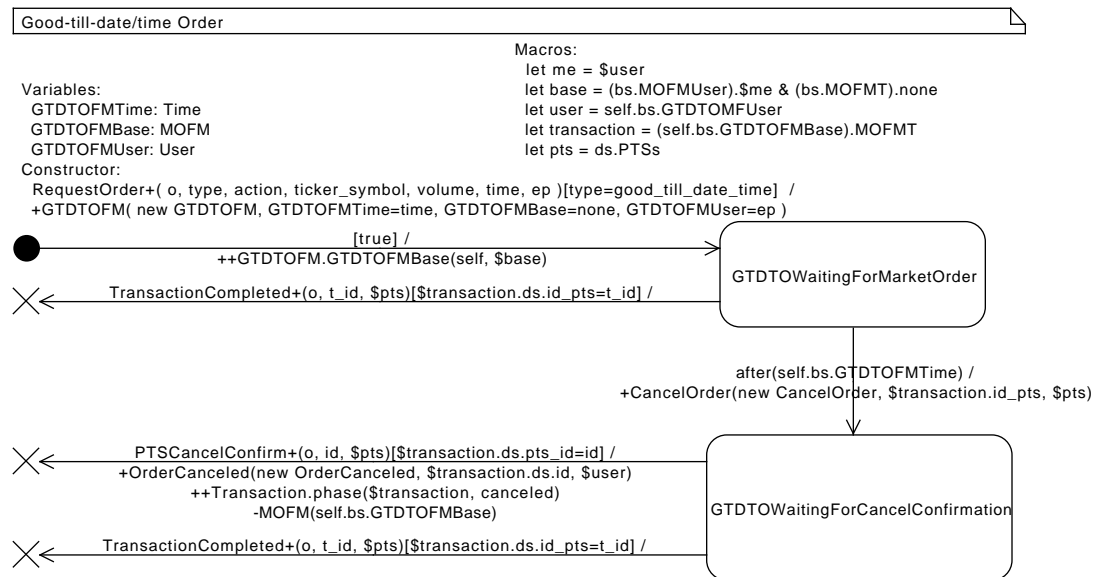 Good-till-date/time Order
Macros:
let me = $user
Variables:
let base = (bs.MOFMUser).$me & (bs.MOFMT).none
GTDTOFMTime: Time
let user = self.bs.GTDTOMFUser
GTDTOFMBase: MOFM
let transaction = (self.bs.GTDTOFMBase).MOFMT
GTDTOFMUser: User
let pts = ds.PTSs
Constructor:
RequestOrder+( o, type, action, ticker_symbol, volume, time, ep )[type=good_till_date_time] /
+GTDTOFM( new GTDTOFM, GTDTOFMTime=time, GTDTOFMBase=none, GTDTOFMUser=ep )
[true] /
++GTDTOFM.GTDTOFMBase(self, $base)
GTDTOWaitingForMarketOrder
TransactionCompleted+(o, t_id, $pts)[$transaction.ds.id_pts=t_id] /
after(self.bs.GTDTOFMTime) /
+CancelOrder(new CancelOrder, $transaction.id_pts, $pts)
PTSCancelConfirm+(o, id, $pts)[$transaction.ds.pts_id=id] /
+OrderCanceled(new OrderCanceled, $transaction.ds.id, $user)
++Transaction.phase($transaction, canceled)
-MOFM(self.bs.GTDTOFMBase)
GTDTOWaitingForCancelConfirmation
TransactionCompleted+(o, t_id, $pts)[$transaction.ds.id_pts=t_id] /